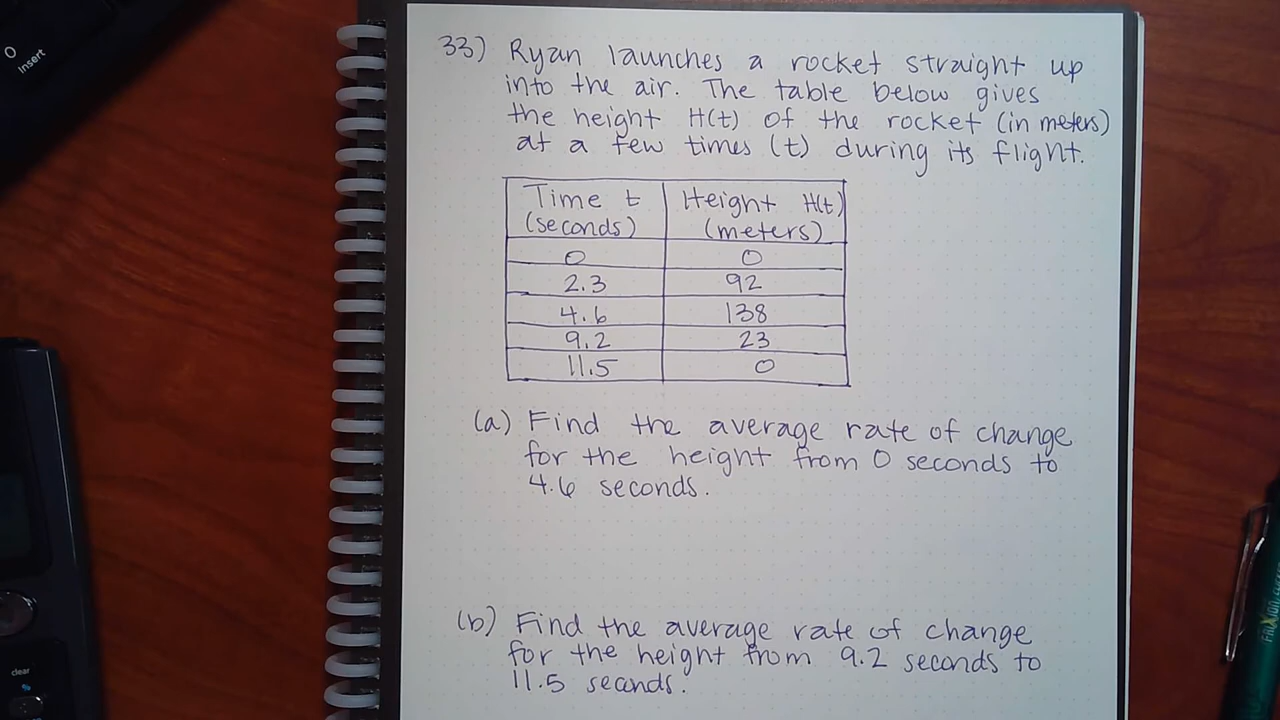 0
Insert
33) Ryan launches a rocket straight up
into the air. The table below gives
the height H(t) of the rocket (in meters)
at a few times (t) during its flight.
Time t Height H(t)
(seconds) (meters)
0 0
2.3 92
4.6 138
9.2 23
11.5 0
(a) Find the average rate of change
for the height from 0 seconds to
4.6 seconds.
(b) Find the average rate of change
for the height from 9.2 seconds to
11.5 seconds.
clear